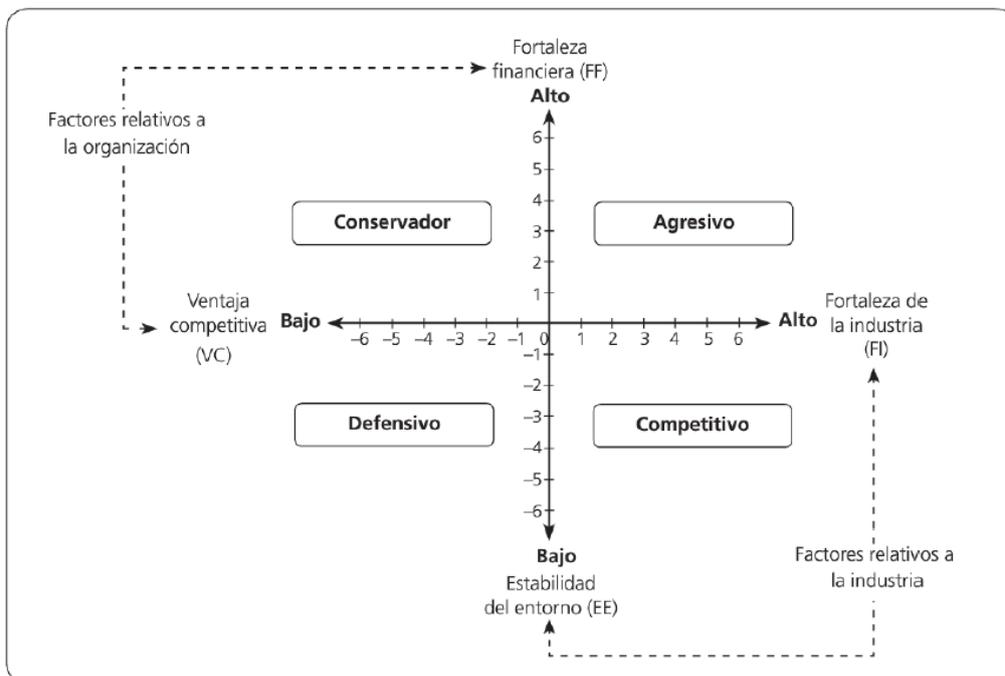 Fortaleza
financiera (FF)
Alto
Factores relativos a
la organización
6
5
4
3
2
1
Conservador
Agresivo
Ventaja
competitiva
(VC)
Bajo
–6 –5 –4 –3 –2 –1 0 1 2 3 4 5 6
Alto
Fortaleza de
la industria
(FI)
–1
–2
–3
–4
–5
–6
Defensivo
Competitivo
Bajo
Estabilidad
del entorno (EE)
Factores relativos a
la industria